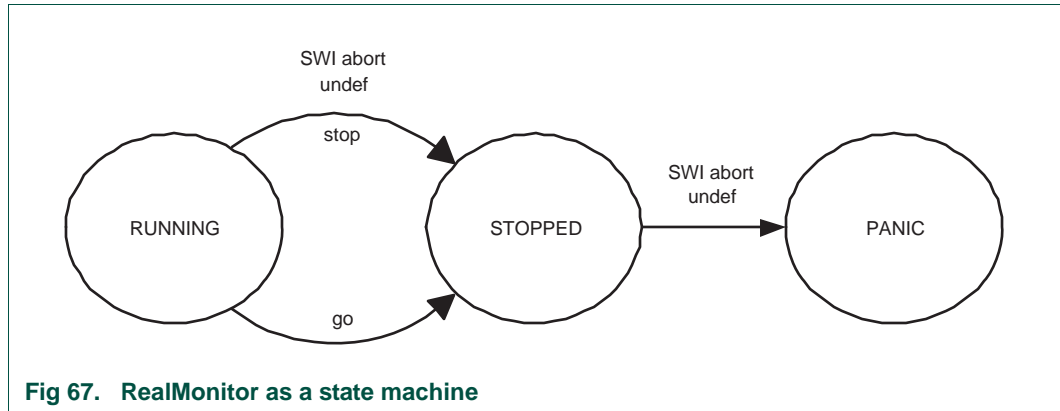 SWI abort
undef
stop
SWI abort
undef
RUNNING
STOPPED
PANIC
go
Fig 67. RealMonitor as a state machine